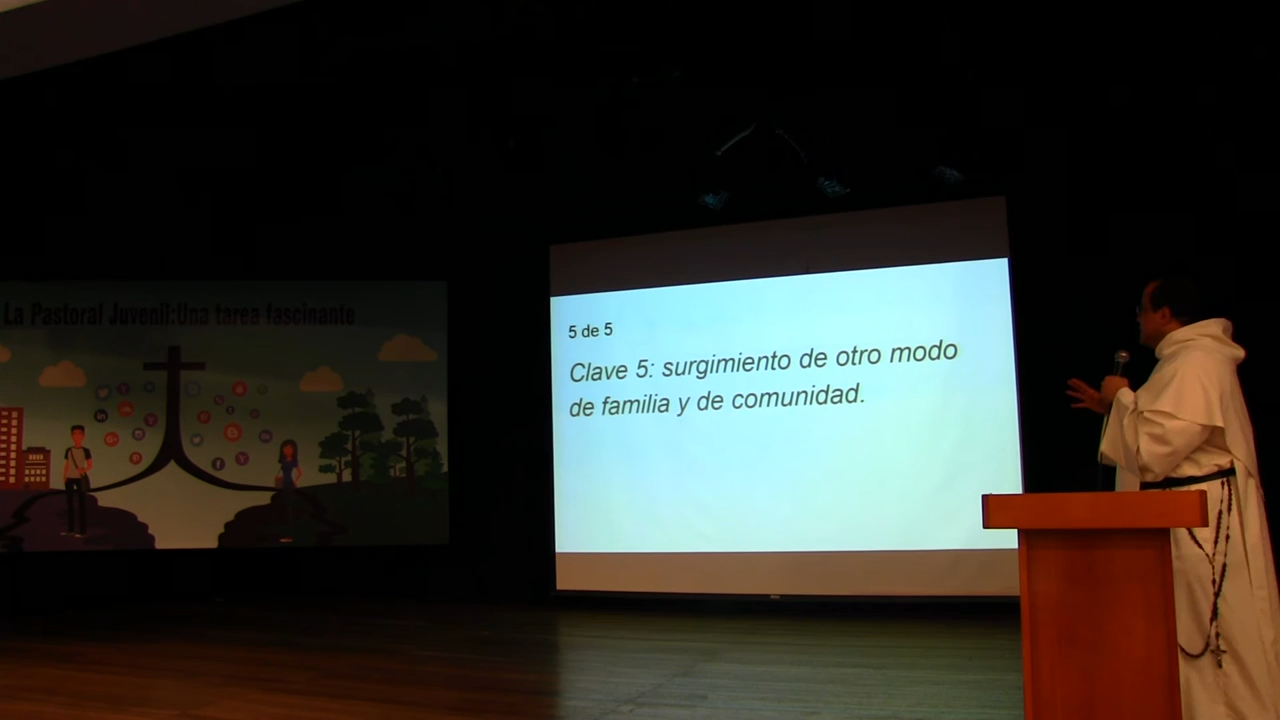 La Pastoral Juvenil:Una tarea fascinante
5 de 5
Clave 5: surgimiento de otro modo
de familia y de comunidad.